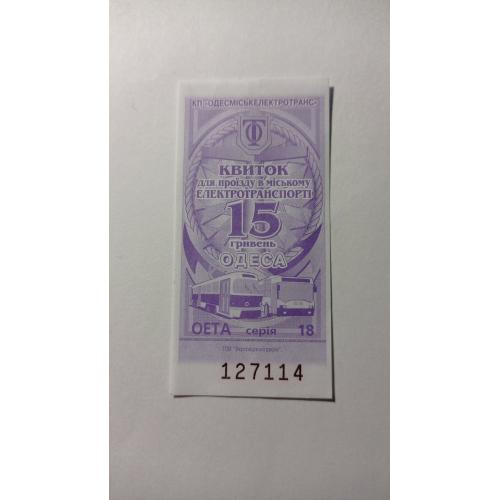 КП "ОДЕСМІСЬКЕЛЕКТРОТРАНС"
КВИТОК
для проїзду в міському
ЕЛЕКТРОТРАНСПОРТІ
15
гривень
ОДЕСА
ОЕТА серія 18
127114